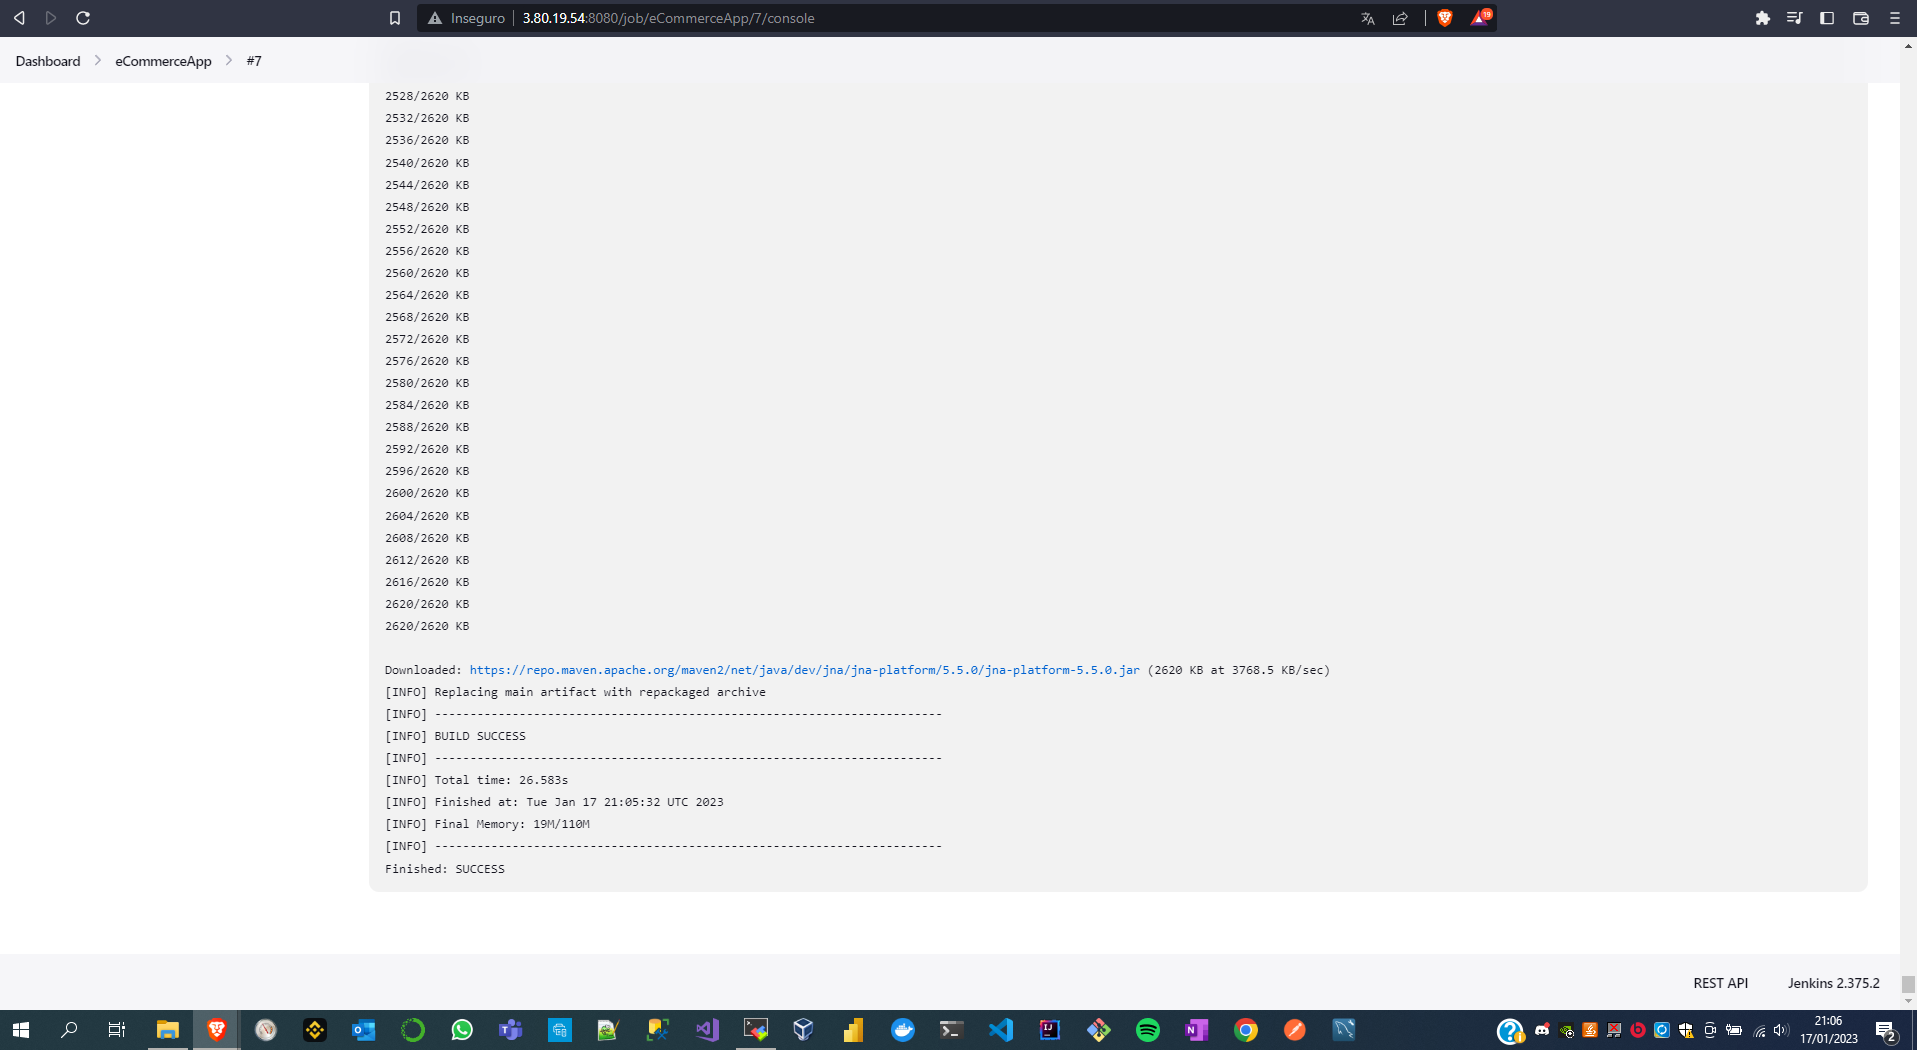 Inseguro 3.80.19.54:8080/job/eCommerceApp/7/console
19
Dashboard eCommerceApp #7
2528/2620 KB
2532/2620 KB
2536/2620 KB
2540/2620 KB
2544/2620 KB
2548/2620 KB
2552/2620 KB
2556/2620 KB
2560/2620 KB
2564/2620 KB
2568/2620 KB
2572/2620 KB
2576/2620 KB
2580/2620 KB
2584/2620 KB
2588/2620 KB
2592/2620 KB
2596/2620 KB
2600/2620 KB
2604/2620 KB
2608/2620 KB
2612/2620 KB
2616/2620 KB
2620/2620 KB
2620/2620 KB
Downloaded: https://repo.maven.apache.org/maven2/net/java/dev/jna/jna-platform/5.5.0/jna-platform-5.5.0.jar (2620 KB at 3768.5 KB/sec)
[INFO] Replacing main artifact with repackaged archive
[INFO] ------------------------------------------------------------------------
[INFO] BUILD SUCCESS
[INFO] ------------------------------------------------------------------------
[INFO] Total time: 26.583s
[INFO] Finished at: Tue Jan 17 21:05:32 UTC 2023
[INFO] Final Memory: 19M/110M
[INFO] ------------------------------------------------------------------------
Finished: SUCCESS
REST API Jenkins 2.375.2
21:06
17/01/2023
2